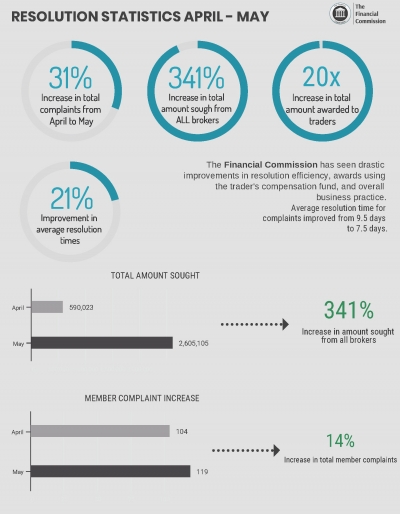 RESOLUTION STATISTICS APRIL - MAY
The
Financial
Commission
31%
Increase in total
complaints from
April to May
341%
Increase in total
amount sough from
ALL brokers
20x
Increase in total
amount awarded to
traders
21%
Improvement in
average resolution
times
The Financial Commission has seen drastic
improvements in resolution efficiency, awards using
the trader's compensation fund, and overall
business practice.
Average resolution time for
complaints improved from 9.5 days
to 7.5 days.
TOTAL AMOUNT SOUGHT
April
590,023
May
2,605,105
341%
Increase in amount sought
from all brokers
MEMBER COMPLAINT INCREASE
April
104
May
119
14%
Increase in total member complaints